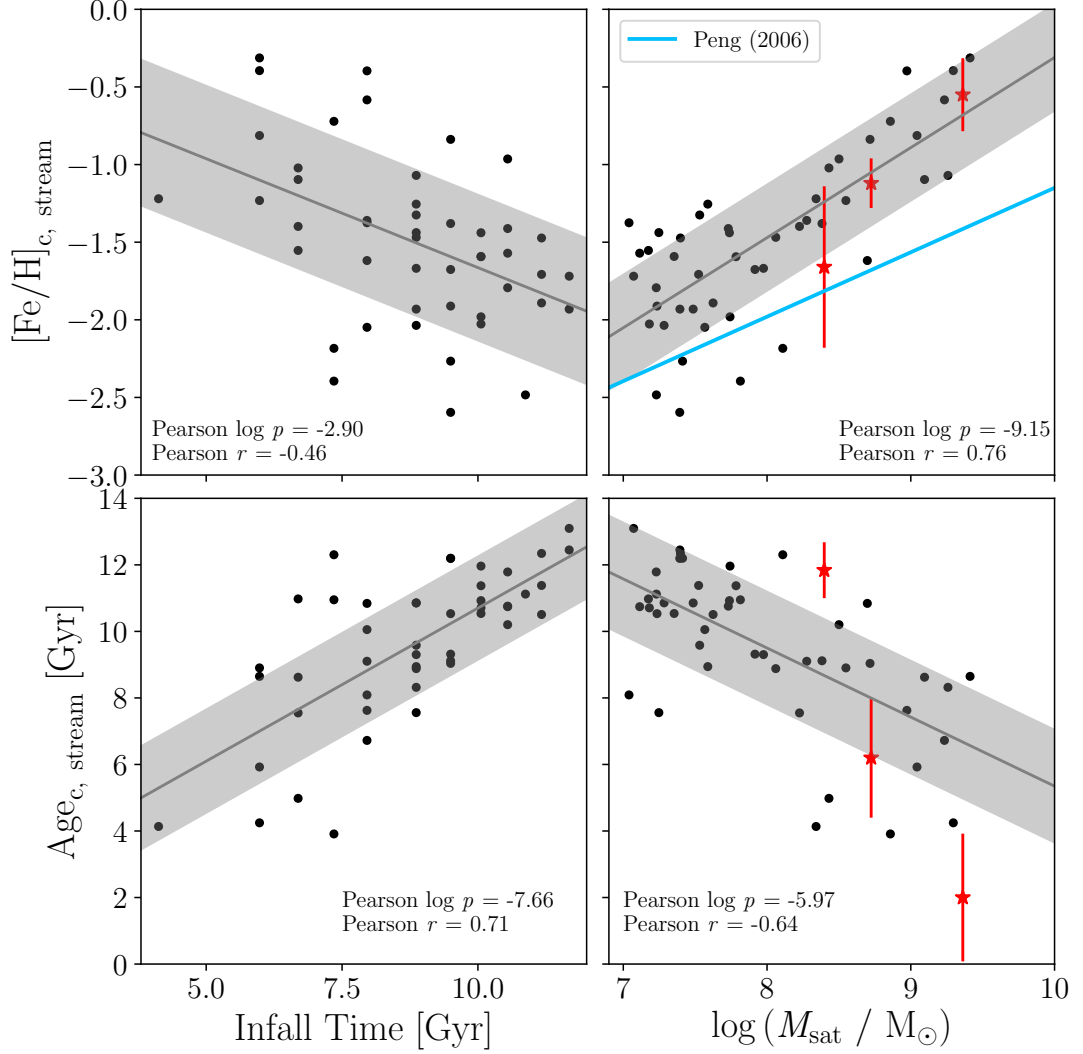 0.0
−0.5
−1.0
−1.5
−2.0
−2.5
−3.0
[Fe/H]c, stream
Pearson log p = -2.90
Pearson r = -0.46
Peng (2006)
Pearson log p = -9.15
Pearson r = 0.76
14
12
10
8
6
4
2
0
Agec, stream [Gyr]
Pearson log p = -7.66
Pearson r = 0.71
5.0 7.5 10.0
Infall Time [Gyr]
Pearson log p = -5.97
Pearson r = -0.64
7 8 9 10
log (Msat / M⊙)